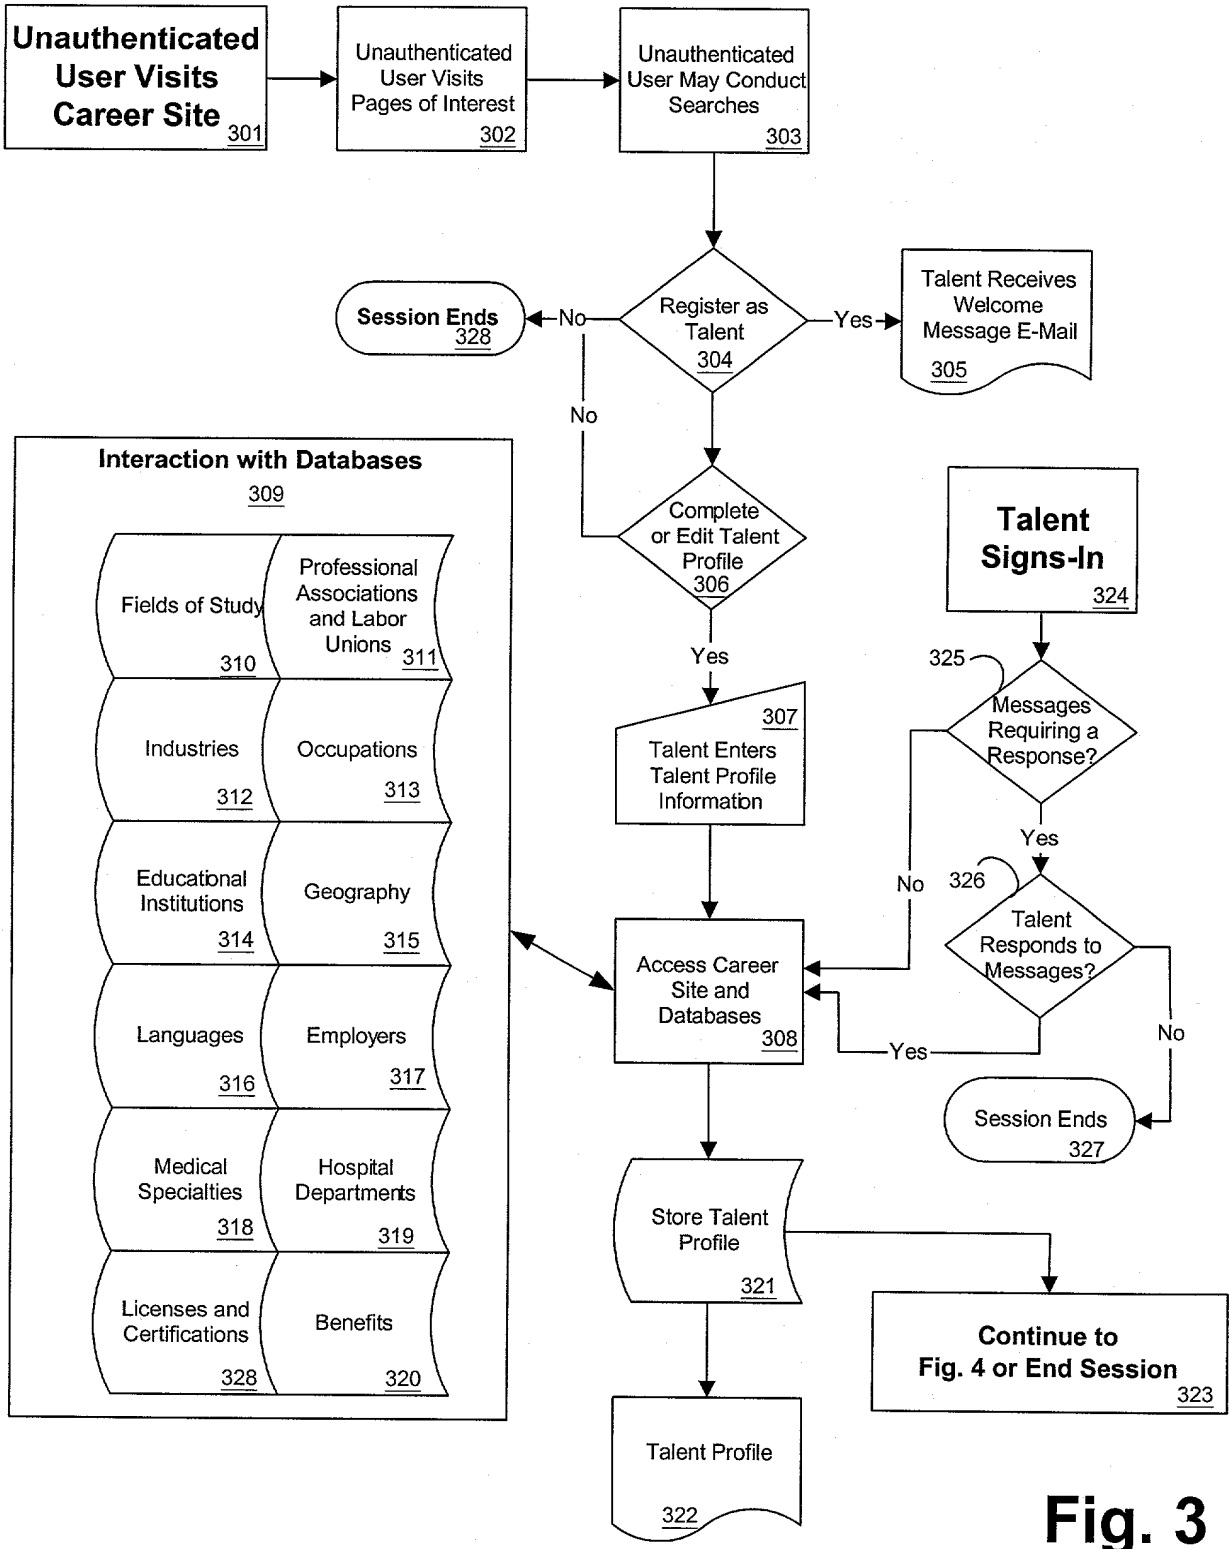 Unauthenticated
User Visits
Career Site
301
Unauthenticated
User Visits
Pages of Interest
302
Unauthenticated
User May Conduct
Searches
303
Register as
Talent
304
No
Session Ends
328
Yes
Talent Receives
Welcome
Message E-Mail
305
No
Complete
or Edit Talent
Profile
306
Yes
307
Talent Enters
Talent Profile
Information
Interaction with Databases
309
Fields of Study
310
Professional
Associations
and Labor
Unions
311
Industries
312
Occupations
313
Educational
Institutions
314
Geography
315
Languages
316
Employers
317
Medical
Specialties
318
Hospital
Departments
319
Licenses and
Certifications
328
Benefits
320
Talent
Signs-In
324
325
Messages
Requiring a
Response?
No
Yes
326
Talent
Responds to
Messages?
Yes
No
Session Ends
327
Access Career
Site and
Databases
308
Store Talent
Profile
321
Continue to
Fig. 4 or End Session
323
Talent Profile
322
Fig. 3